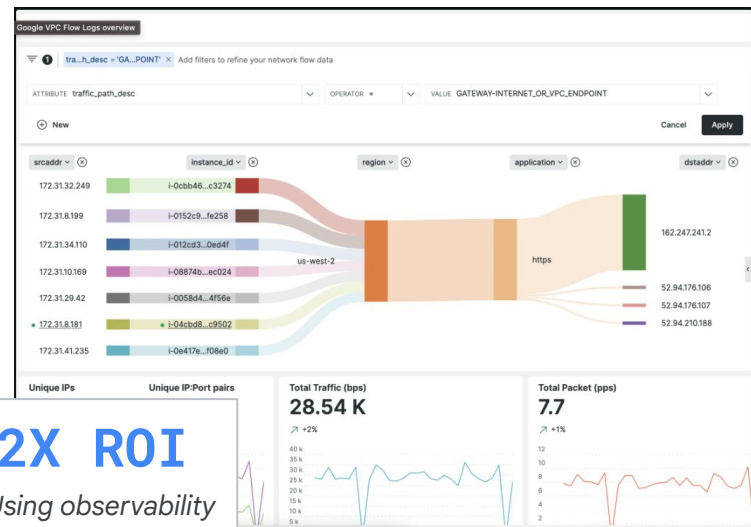 Google VPC Flow Logs overview
1 tra...h_desc = 'GA...POINT' × Add filters to refine your network flow data
ATTRIBUTE traffic_path_desc OPERATOR = VALUE GATEWAY-INTERNET_OR_VPC_ENDPOINT
New Cancel Apply
srcaddr instance_id region application dstaddr
172.31.32.249 i-0cbb46...c3274
172.31.8.199 i-0152c9...fe258
162.247.241.2
172.31.34.110 i-012cd3...0ed4f
us-west-2 https
172.31.10.169 i-08874b...ec024
52.94.176.106
172.31.29.42 i-0058d4...4f56e
52.94.176.107
172.31.8.181 i-04cbd8...c9502
52.94.210.188
172.31.41.235 i-0e417e...f08e0
Unique IPs Unique IP:Port pairs Total Traffic (bps) Total Packet (pps)
28.54 K 7.7
+2% +1%
2X ROI
Using observability
40 k
35 k
30 k
25 k
20 k
15 k
10 k
5 k
12
10
8
6
4
2